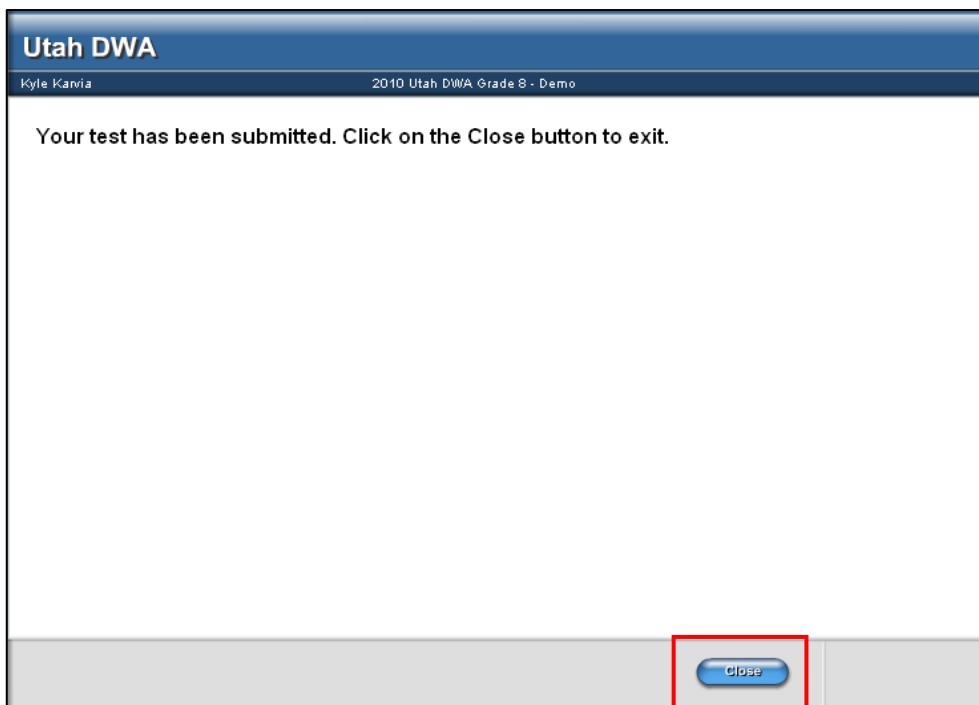 Utah DWA
Kyle Karvia 2010 Utah DWA Grade 8 - Demo
Your test has been submitted. Click on the Close button to exit.
Close